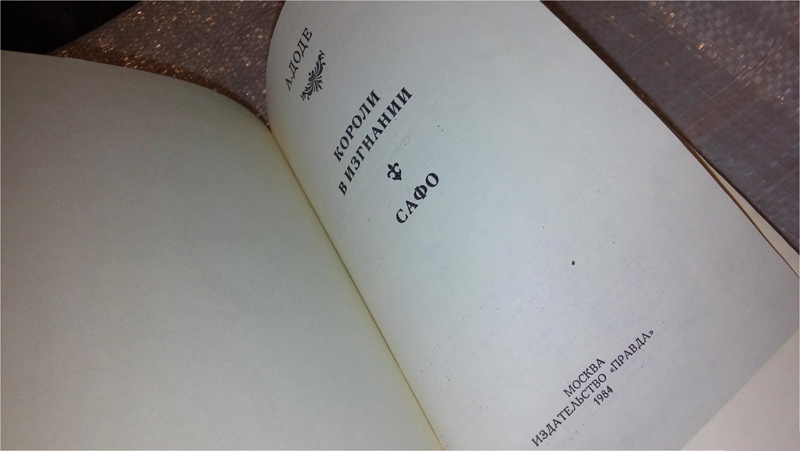 А. ДОДЕ
КОРОЛИ
В ИЗГНАНИИ
САФО
МОСКВА
ИЗДАТЕЛЬСТВО «ПРАВДА»
1984